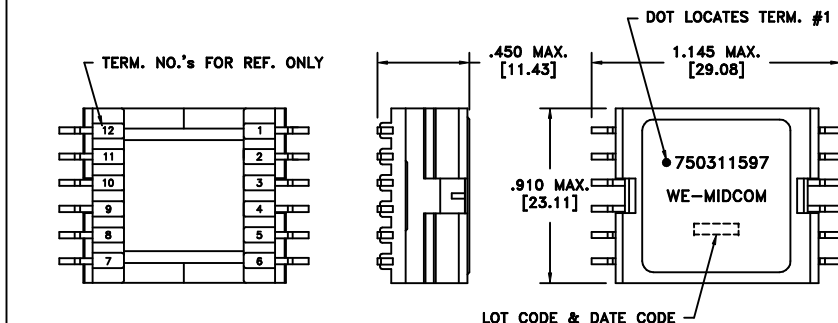 DOT LOCATES TERM. #1
TERM. NO.'s FOR REF. ONLY
.450 MAX.
[11.43]
1.145 MAX.
[29.08]
12 1
11 2
10 3
9 4
8 5
7 6
.910 MAX.
[23.11]
750311597
WE-MIDCOM
LOT CODE & DATE CODE